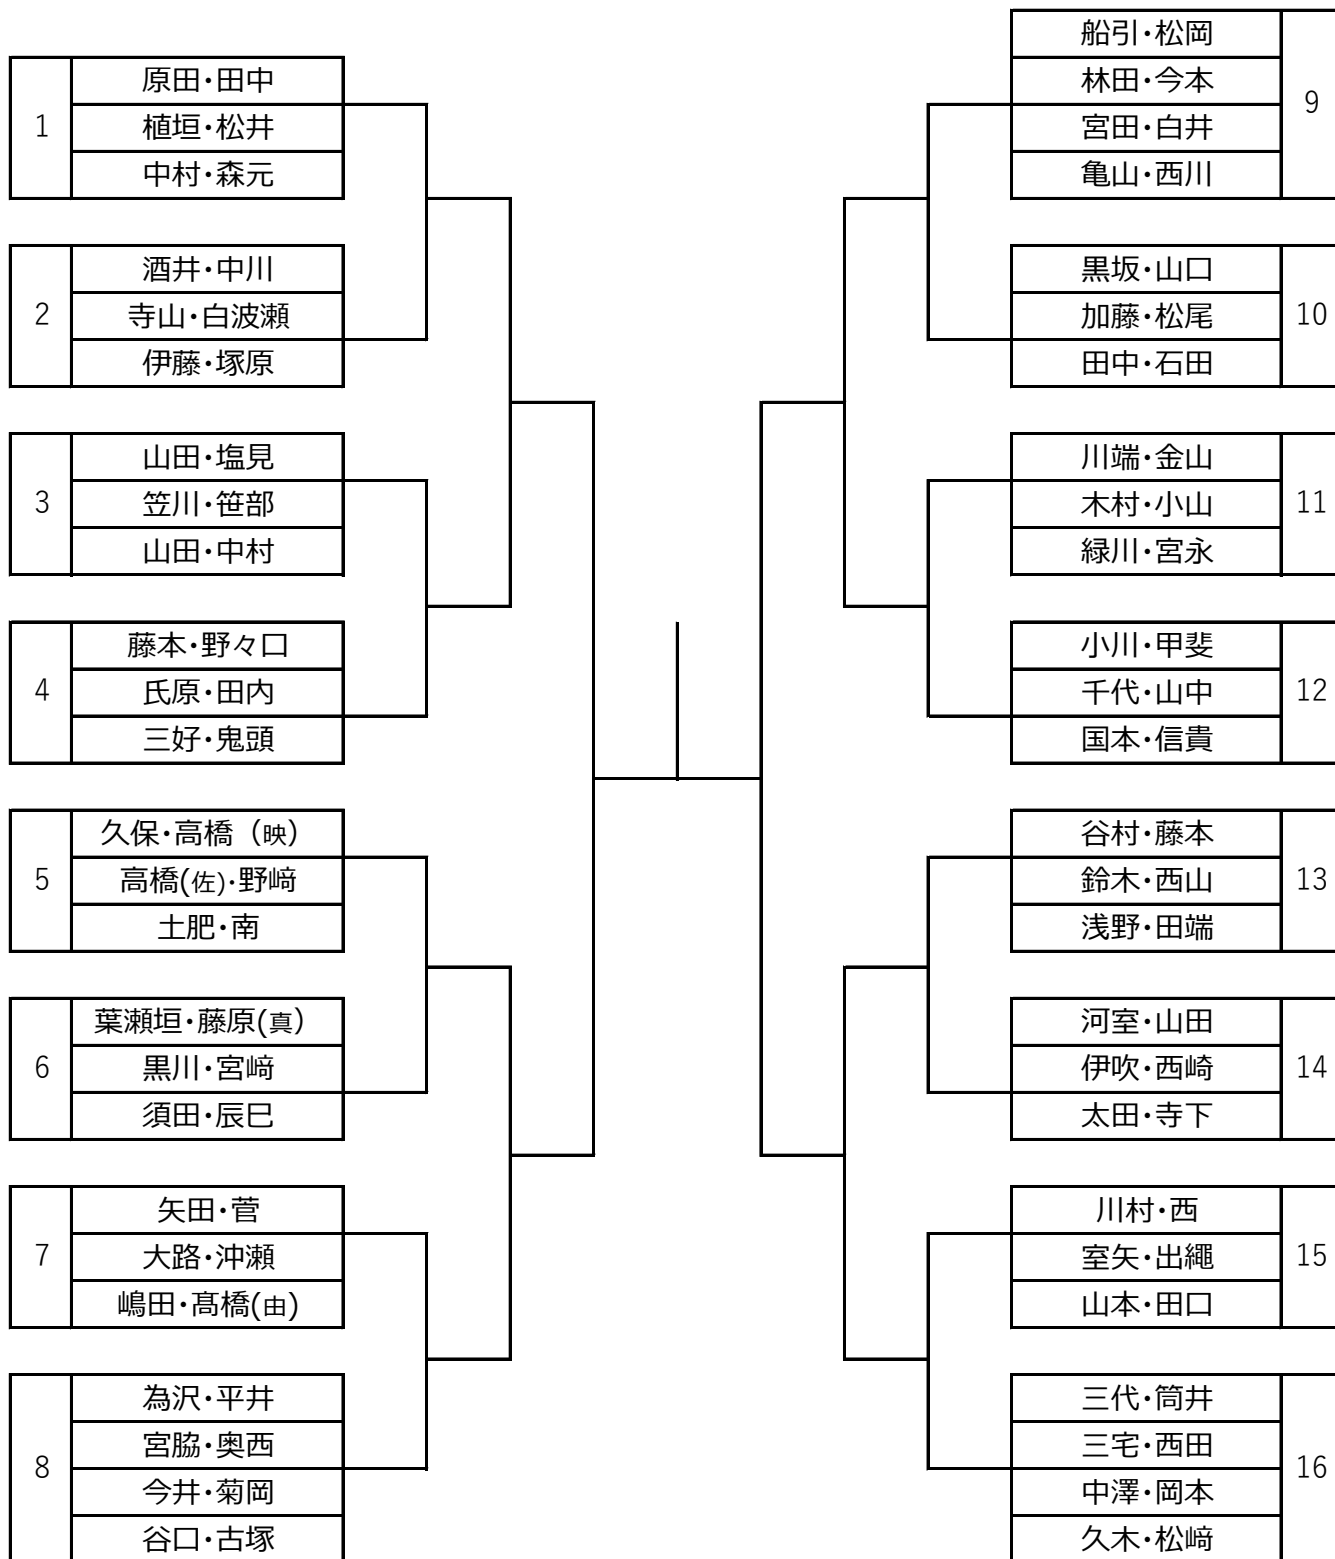 1
原田・田中
植垣・松井
中村・森元
2
酒井・中川
寺山・白波瀬
伊藤・塚原
3
山田・塩見
笠川・笹部
山田・中村
4
藤本・野々口
氏原・田内
三好・鬼頭
5
久保・高橋（映）
高橋(佐)・野﨑
土肥・南
6
葉瀬垣・藤原(真）
黒川・宮﨑
須田・辰巳
7
矢田・菅
大路・沖瀬
嶋田・髙橋(由)
8
為沢・平井
宮脇・奥西
今井・菊岡
谷口・古塚
船引・松岡
林田・今本
宮田・白井
亀山・西川
9
黒坂・山口
加藤・松尾
田中・石田
10
川端・金山
木村・小山
緑川・宮永
11
小川・甲斐
千代・山中
国本・信貴
12
谷村・藤本
鈴木・西山
浅野・田端
13
河室・山田
伊吹・西崎
太田・寺下
14
川村・西
室矢・出繩
山本・田口
15
三代・筒井
三宅・西田
中澤・岡本
久木・松﨑
16